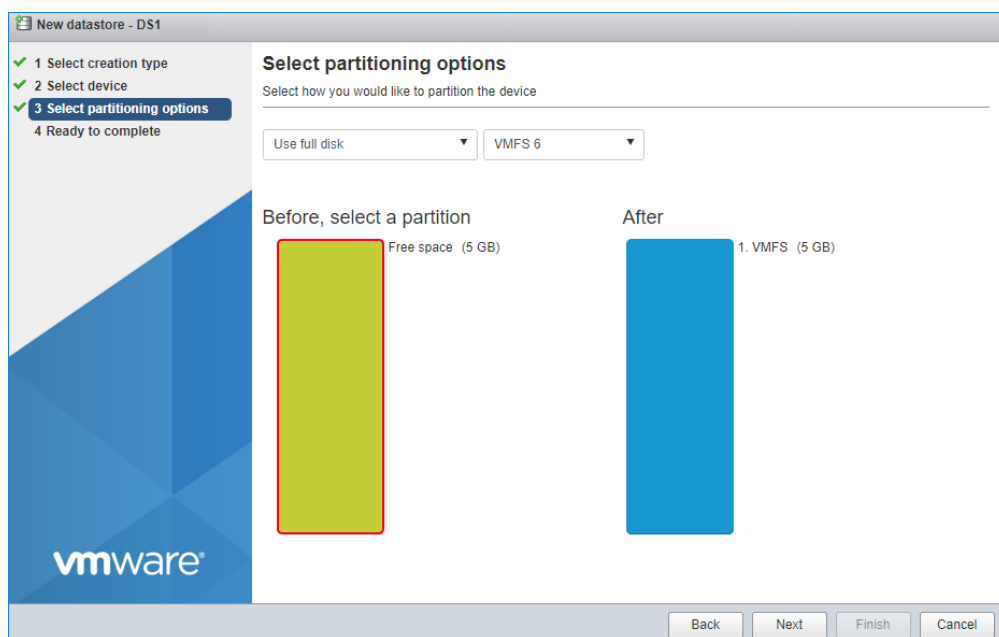 New datastore - DS1
1 Select creation type
2 Select device
3 Select partitioning options
4 Ready to complete
Select partitioning options
Select how you would like to partition the device
Use full disk
VMFS 6
Before, select a partition
After
Free space (5 GB)
1. VMFS (5 GB)
vmware®
Back
Next
Finish
Cancel